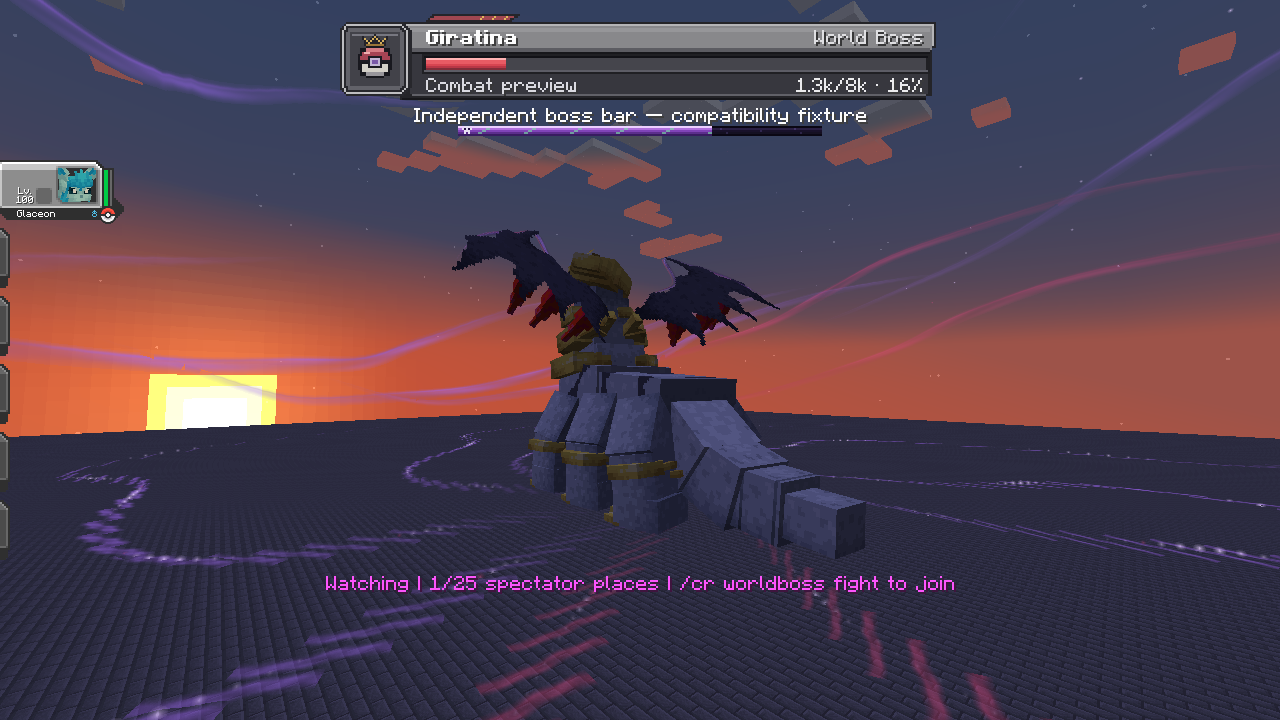 Giratina
World Boss
Combat preview
1.3k/8k · 16%
Independent boss bar — compatibility fixture
Lv.
100
Glaceon
Watching | 1/25 spectator places | /cr worldboss fight to join